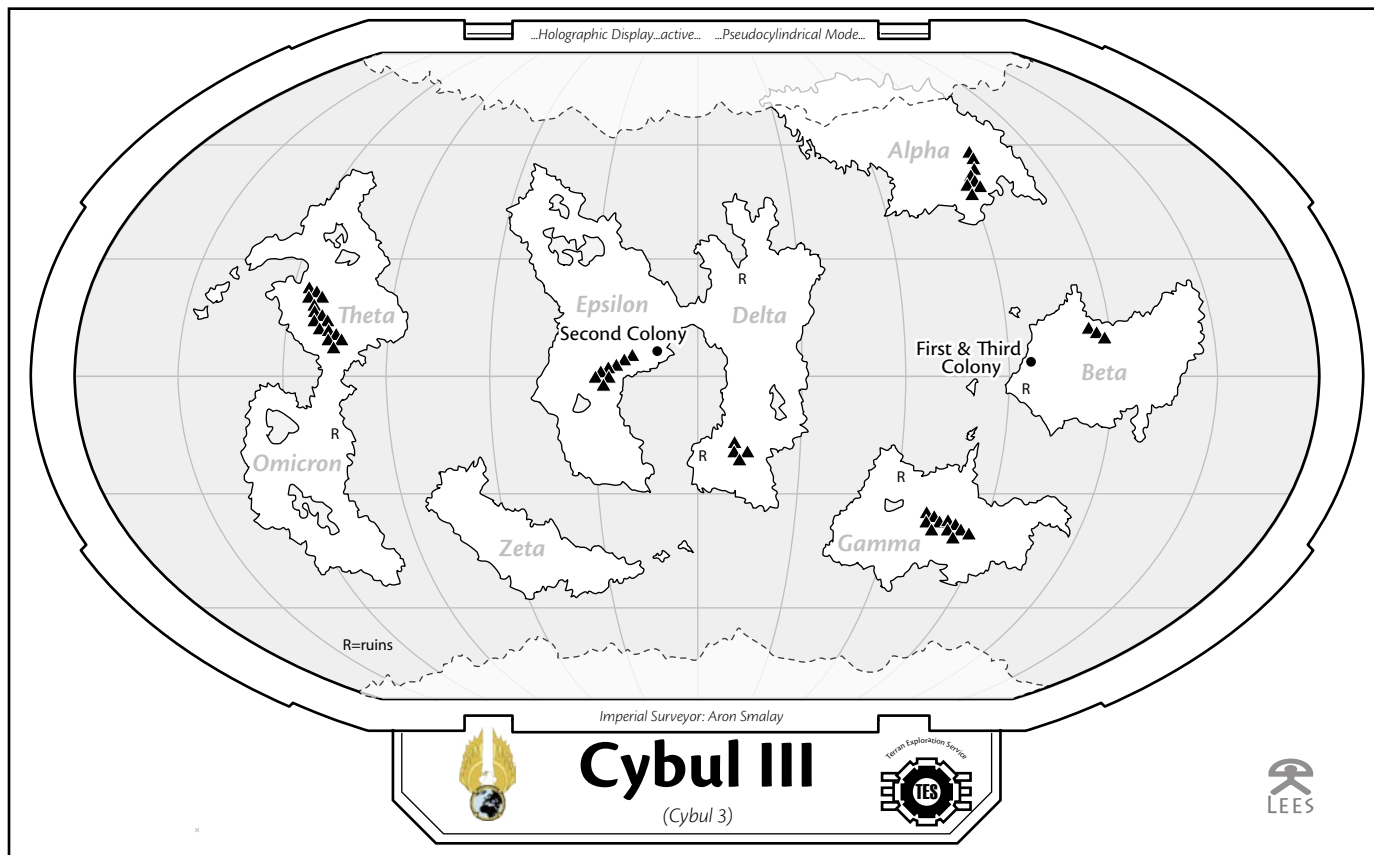 ...Holographic Display...active... ...Pseudocylindrical Mode...
Alpha
R
Theta
Epsilon
Delta
Second Colony
First & Third
Colony
Beta
R
R
Omicron
R
R
Zeta
Gamma
R=ruins
Imperial Surveyor: Aron Smalay
Cybul III
(Cybul 3)
Terran Exploration Service
TES
LEES